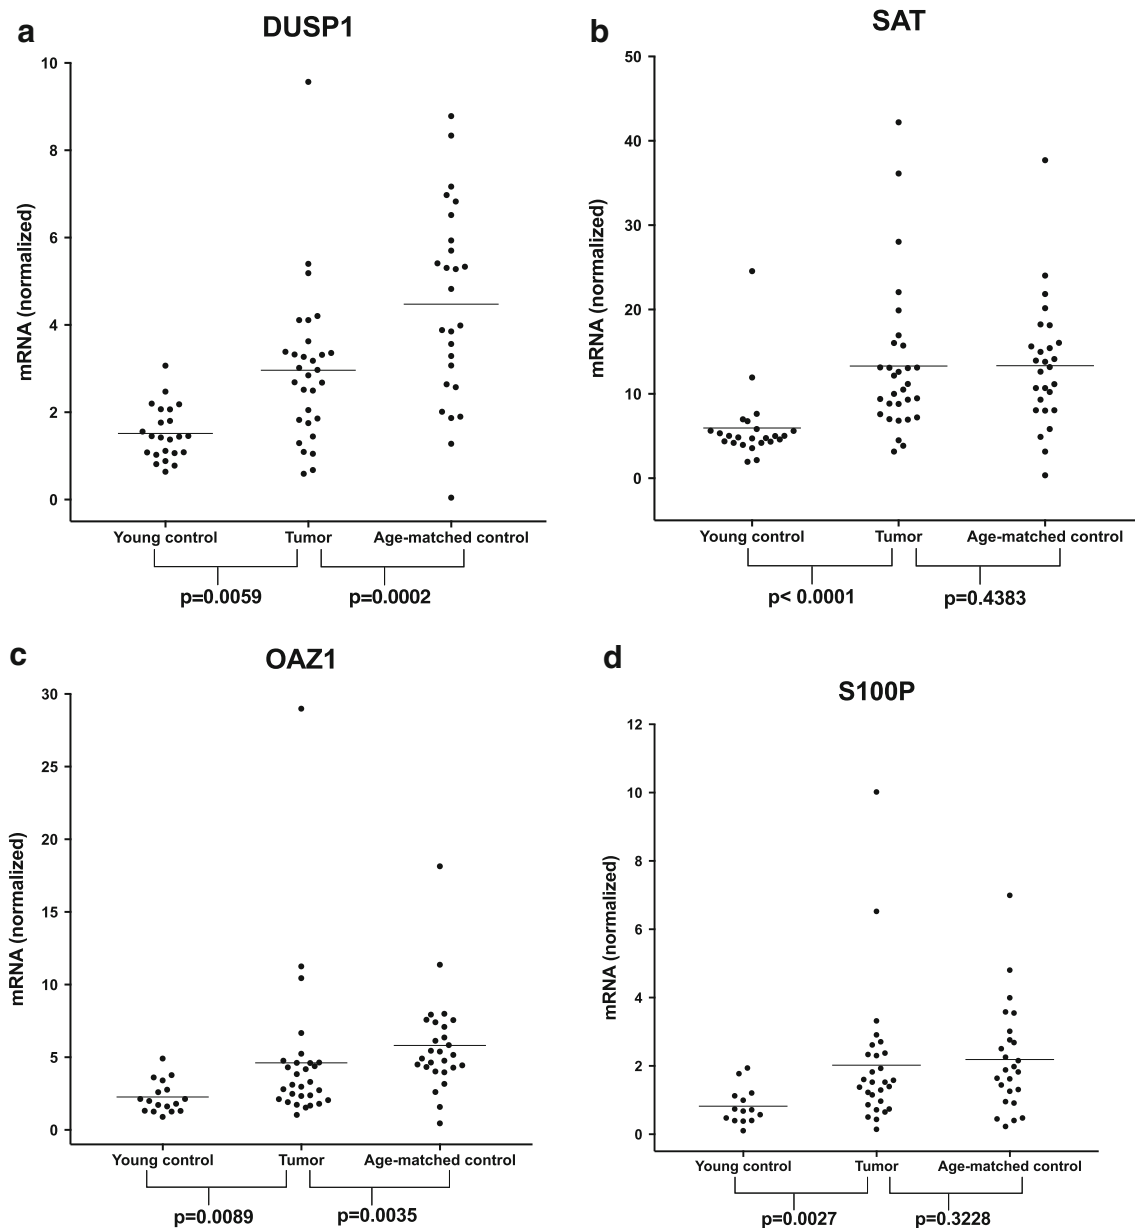 a
DUSP1
mRNA (normalized)
10
8
6
4
2
0
Young control
Tumor
Age-matched control
p=0.0059
p=0.0002
b
SAT
mRNA (normalized)
50
40
30
20
10
0
Young control
Tumor
Age-matched control
p< 0.0001
p=0.4383
c
OAZ1
mRNA (normalized)
30
25
20
15
10
5
0
Young control
Tumor
Age-matched control
p=0.0089
p=0.0035
d
S100P
mRNA (normalized)
12
10
8
6
4
2
0
Young control
Tumor
Age-matched control
p=0.0027
p=0.3228